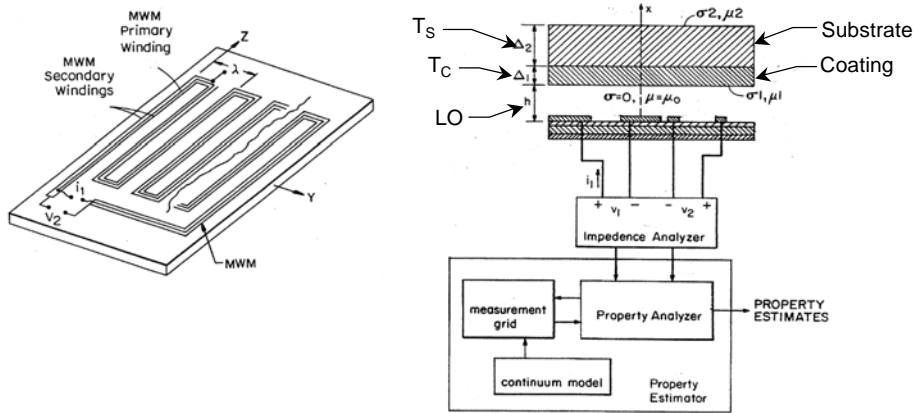 MWM
Primary
Winding
MWM
Secondary
Windings
Z
λ
i1
V2
Y
MWM
x
σ2, μ2
TS
Δ2
Substrate
TC
Δ1
Coating
σ1, μ1
h
σ=0, μ=μ0
LO
i1
+ v1 − − v2 +
Impedence Analyzer
measurement
grid
Property Analyzer
PROPERTY
ESTIMATES
continuum model
Property
Estimator